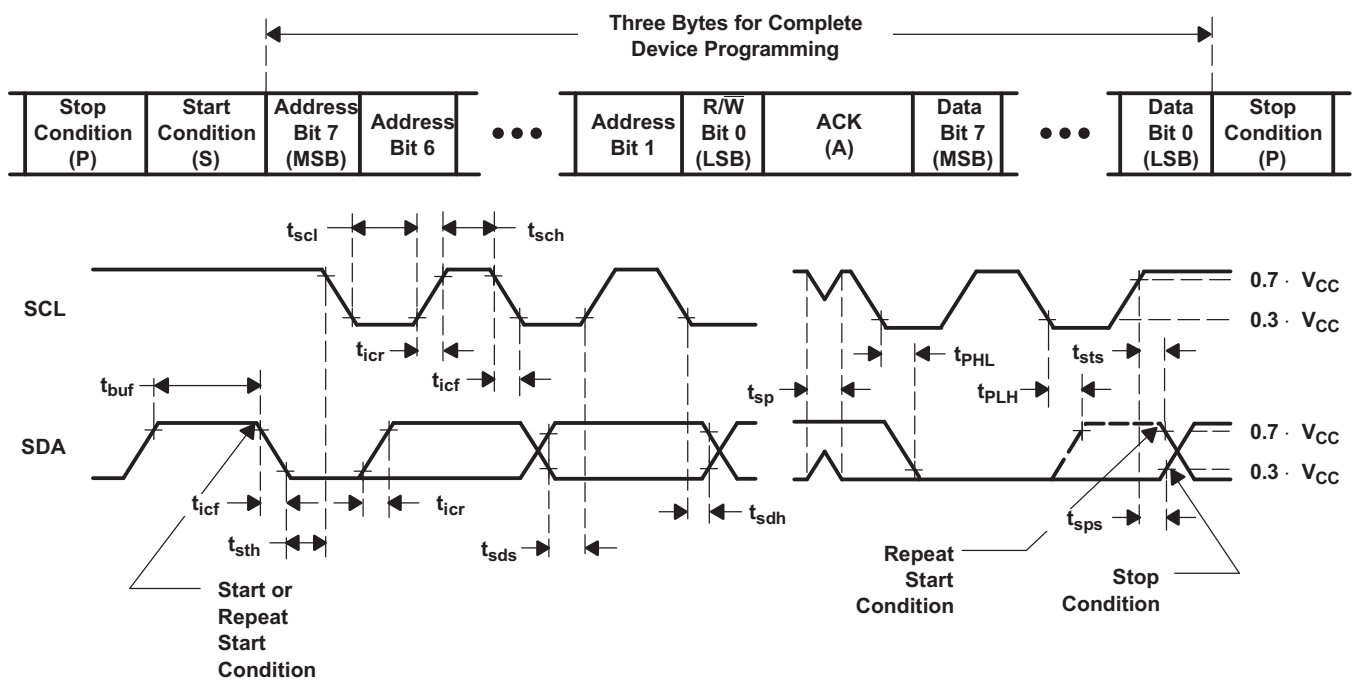 Three Bytes for Complete
Device Programming
Stop
Condition
(P)
Start
Condition
(S)
Address
Bit 7
(MSB)
Address
Bit 6
•••
Address
Bit 1
R/W̅
Bit 0
(LSB)
ACK
(A)
Data
Bit 7
(MSB)
•••
Data
Bit 0
(LSB)
Stop
Condition
(P)
tscl
tsch
SCL
0.7 · VCC
0.3 · VCC
ticr
ticf
tPHL
tsts
tbuf
tsp
tPLH
SDA
0.7 · VCC
0.3 · VCC
ticf
ticr
tsth
tsds
tsdh
tsps
Start or
Repeat
Start
Condition
Repeat
Start
Condition
Stop
Condition